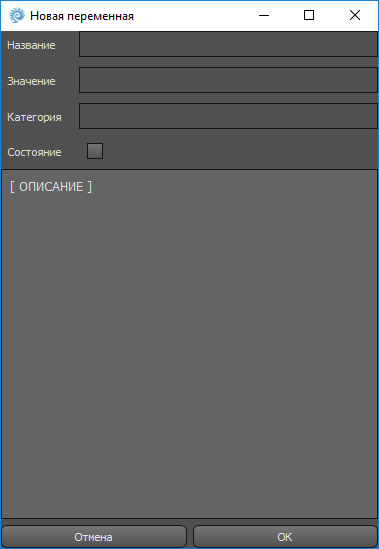 Новая переменная
Название
Значение
Категория
Состояние
[ ОПИСАНИЕ ]
Отмена
OK